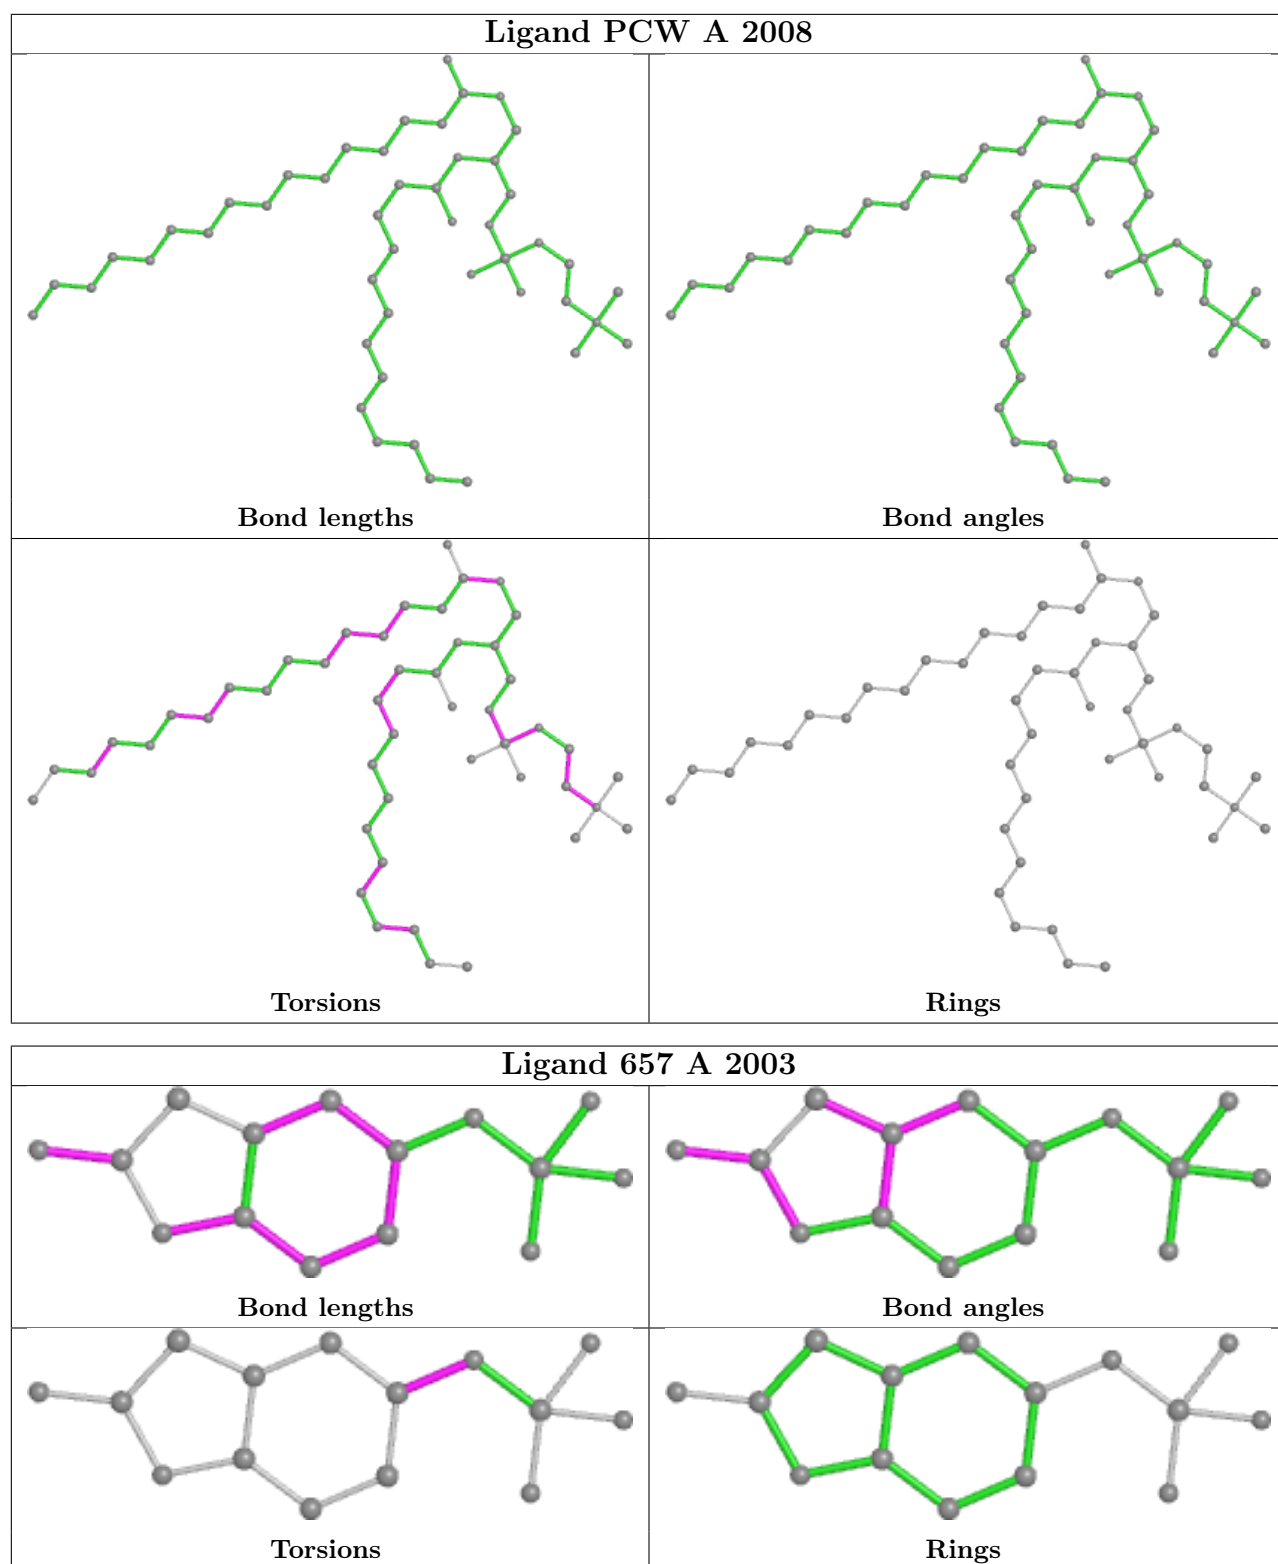 Ligand PCW A 2008
Bond lengths
Bond angles
Torsions
Rings
Ligand 657 A 2003
Bond lengths
Bond angles
Torsions
Rings